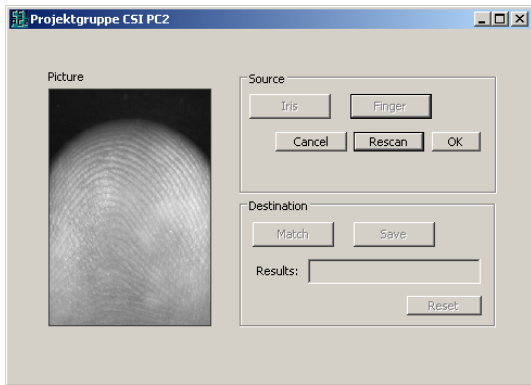 Projektgruppe CSI PC2
Picture
Source
Iris Finger
Cancel Rescan OK
Destination
Match Save
Results:
Reset